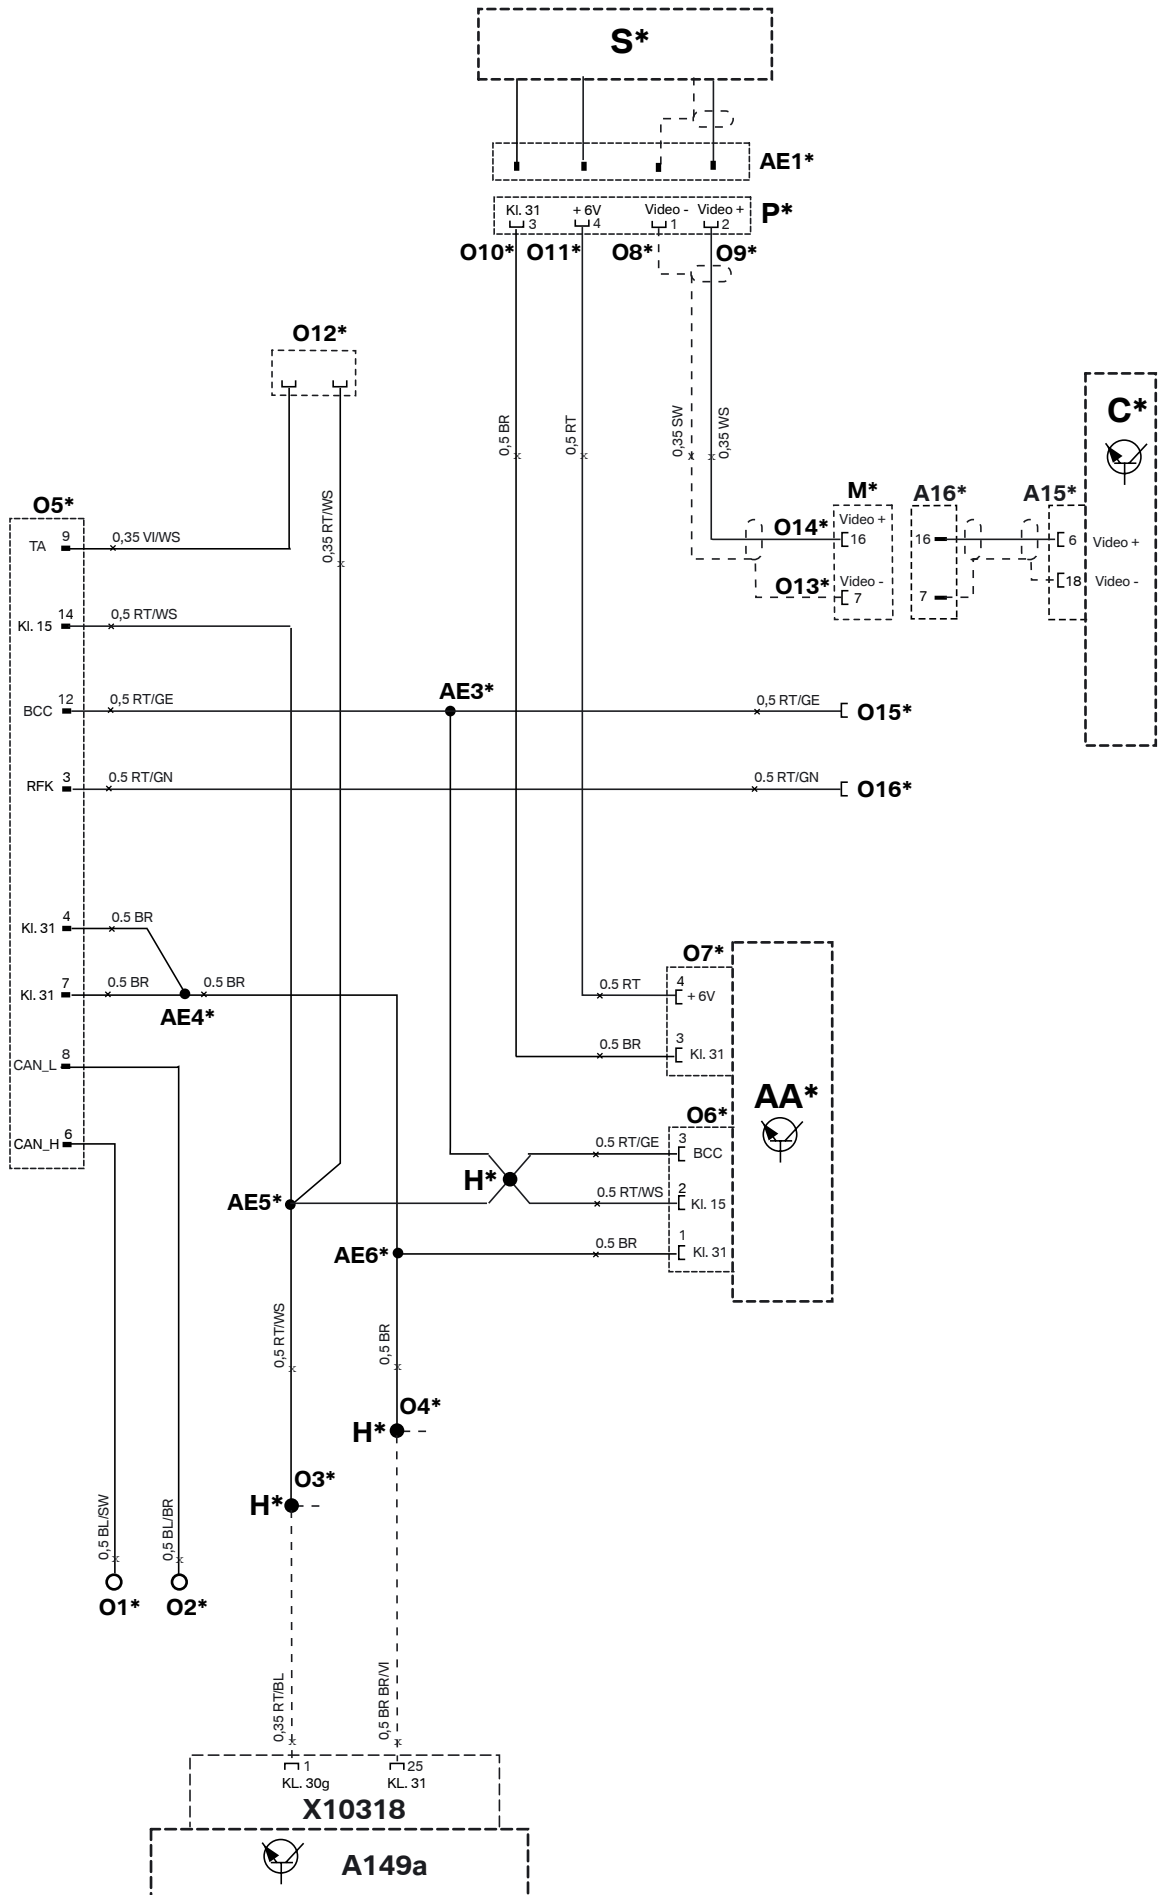 S*
AE1*
Kl. 31
+ 6V
Video -
Video +
P*
3
4
1
2
O10*
O11*
O8*
O9*
O12*
0,5 BR
0,5 RT
0,35 SW
0,35 WS
C*
0,35 RT/WS
O5*
M*
A16*
A15*
TA
9
0,35 VI/WS
O14*
Video +
16
16
6
Video +
O13*
Video -
7
7
18
Video -
Kl. 15
14
0,5 RT/WS
BCC
12
0,5 RT/GE
AE3*
0,5 RT/GE
O15*
RFK
3
0.5 RT/GN
0.5 RT/GN
O16*
Kl. 31
4
0.5 BR
Kl. 31
7
0.5 BR
0.5 BR
AE4*
O7*
0.5 RT
4
+ 6V
0.5 BR
3
Kl. 31
CAN_L
8
AA*
CAN_H
6
O6*
0.5 RT/GE
3
BCC
H*
AE5*
0.5 RT/WS
2
Kl. 15
AE6*
0.5 BR
1
Kl. 31
0,5 RT/WS
0,5 BR
O4*
H*
O3*
H*
0,5 BL/SW
0,5 BL/BR
O1*
O2*
0,35 RT/BL
0,5 BR BR/VI
1
25
KL. 30g
KL. 31
X10318
A149a